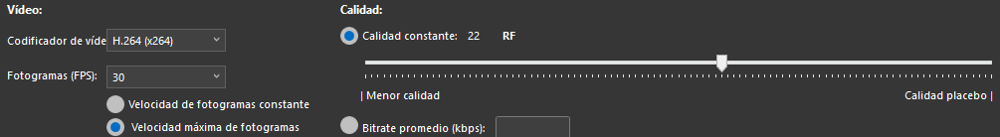 Vídeo:
Codificador de víde
H.264 (x264)
Fotogramas (FPS):
30
Velocidad de fotogramas constante
Velocidad máxima de fotogramas
Calidad:
Calidad constante: 22 RF
| Menor calidad
Calidad placebo |
Bitrate promedio (kbps):